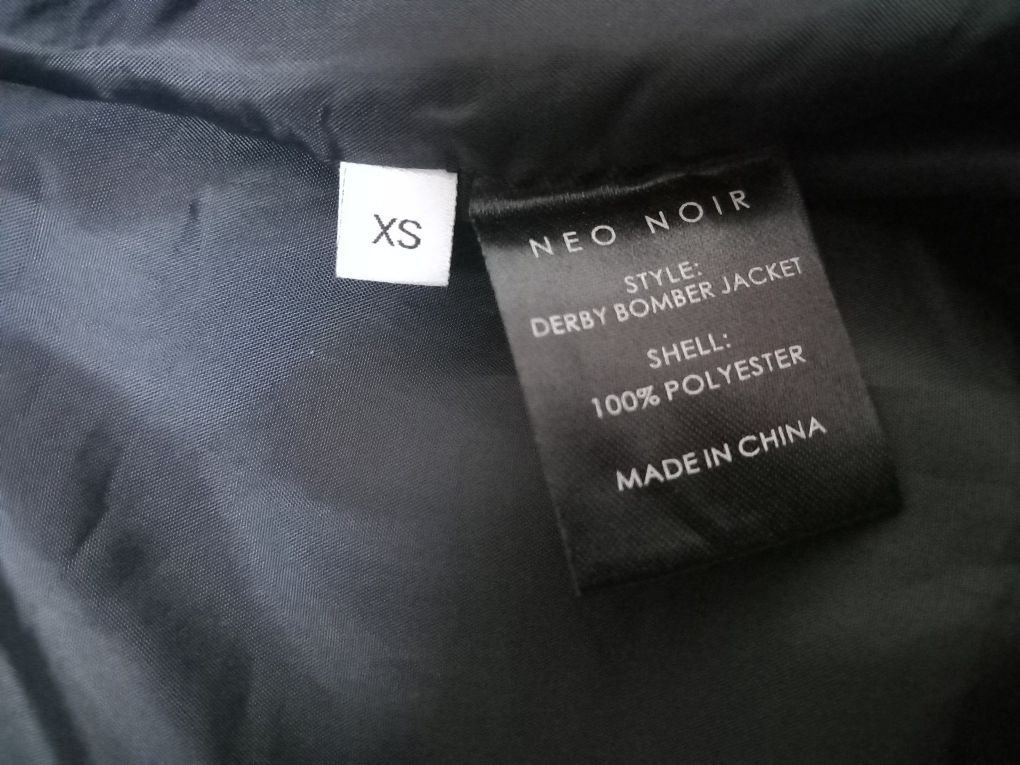 XS
NEO NOIR
STYLE:
DERBY BOMBER JACKET
SHELL:
100% POLYESTER
MADE IN CHINA